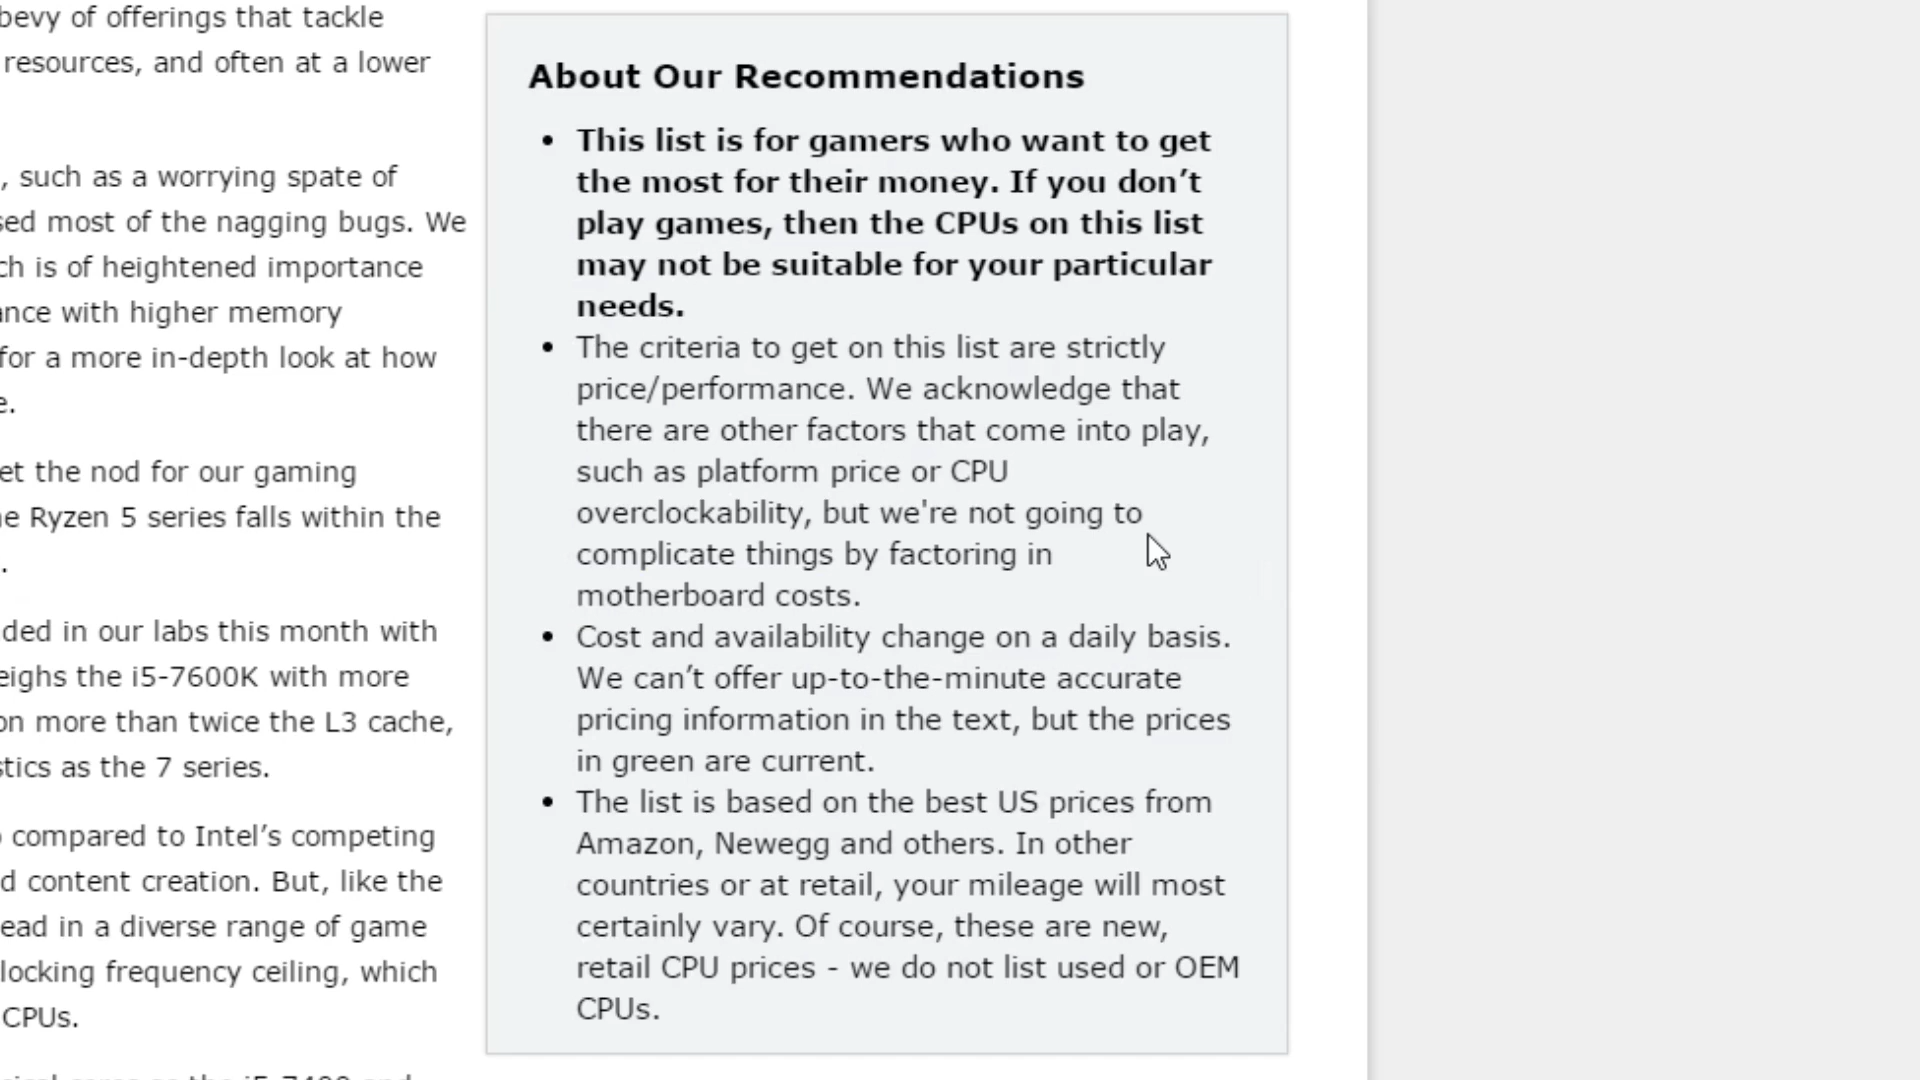 bevy of offerings that tackle
resources, and often at a lower
, such as a worrying spate of
sed most of the nagging bugs. We
ch is of heightened importance
ance with higher memory
for a more in-depth look at how
e.
et the nod for our gaming
e Ryzen 5 series falls within the
.
ded in our labs this month with
eighs the i5-7600K with more
on more than twice the L3 cache,
stics as the 7 series.
compared to Intel’s competing
d content creation. But, like the
ead in a diverse range of game
locking frequency ceiling, which
CPUs.
About Our Recommendations
• This list is for gamers who want to get
the most for their money. If you don’t
play games, then the CPUs on this list
may not be suitable for your particular
needs.
• The criteria to get on this list are strictly
price/performance. We acknowledge that
there are other factors that come into play,
such as platform price or CPU
overclockability, but we're not going to
complicate things by factoring in
motherboard costs.
• Cost and availability change on a daily basis.
We can’t offer up-to-the-minute accurate
pricing information in the text, but the prices
in green are current.
• The list is based on the best US prices from
Amazon, Newegg and others. In other
countries or at retail, your mileage will most
certainly vary. Of course, these are new,
retail CPU prices - we do not list used or OEM
CPUs.